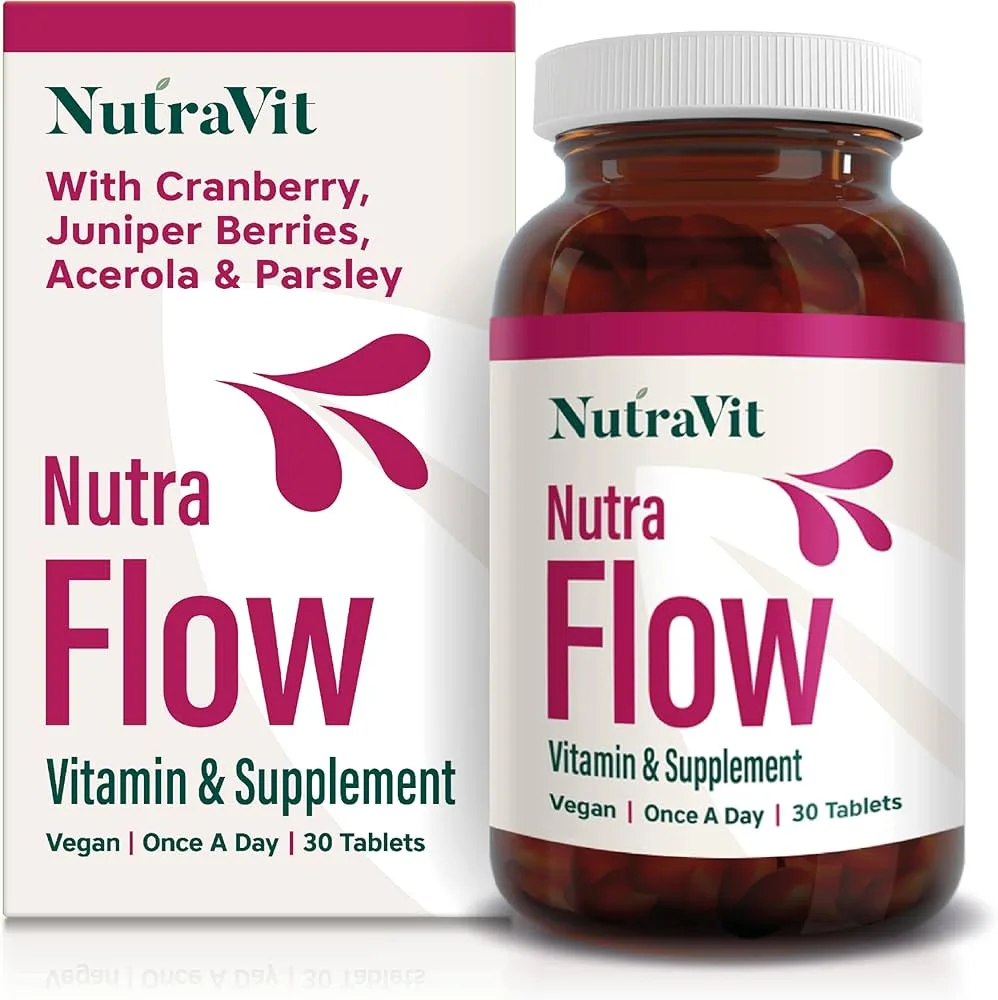 NutraVit
With Cranberry,
Juniper Berries,
Acerola & Parsley
Nutra
Flow
Vitamin & Supplement
Vegan | Once A Day | 30 Tablets
NutraVit
Nutra
Flow
Vitamin & Supplement
Vegan | Once A Day | 30 Tablets